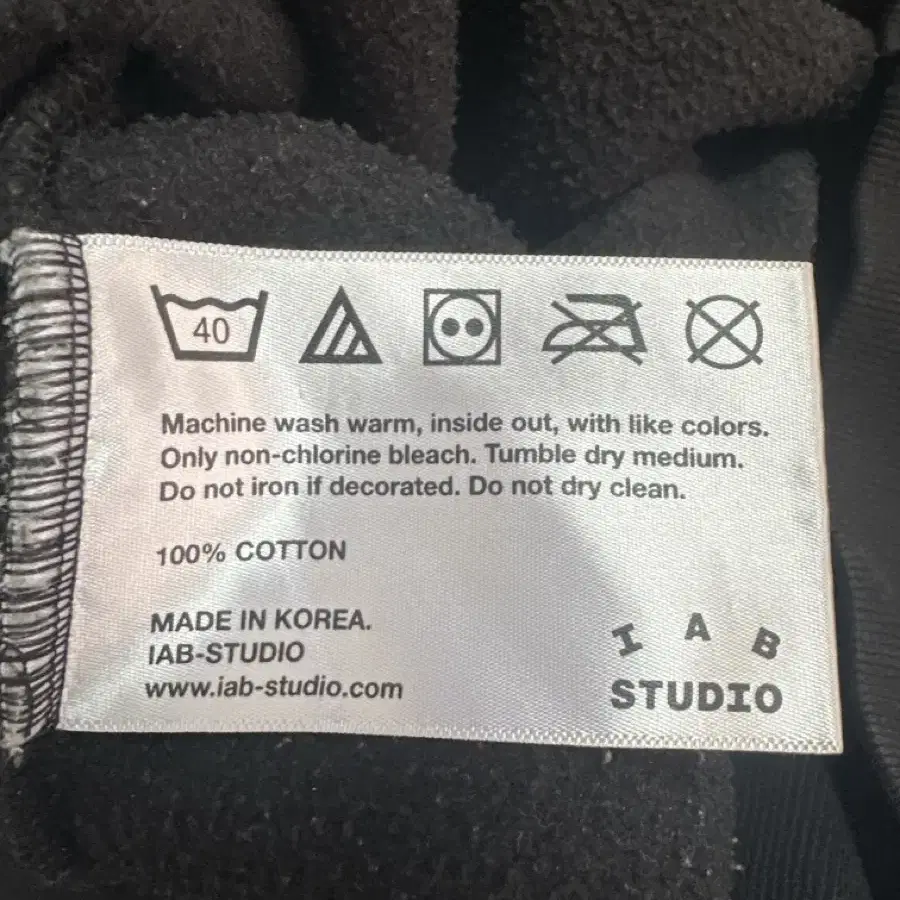 40
Machine wash warm, inside out, with like colors.
Only non-chlorine bleach. Tumble dry medium.
Do not iron if decorated. Do not dry clean.
100% COTTON
MADE IN KOREA.
IAB-STUDIO
www.iab-studio.com
I A B
STUDIO